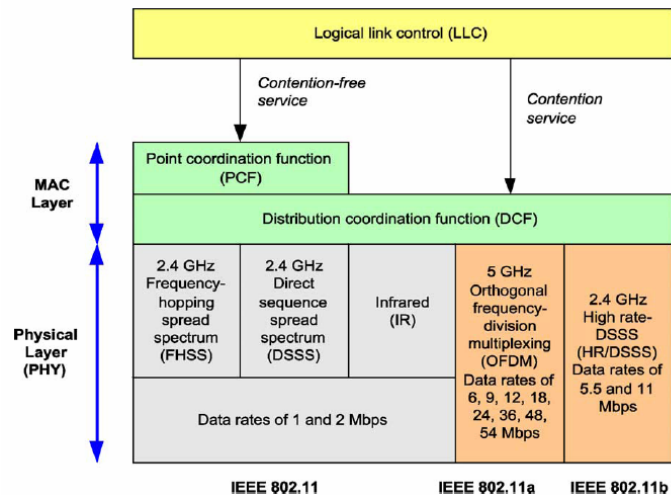 Logical link control (LLC)
Contention-free
service
Contention
service
MAC
Layer
Point coordination function
(PCF)
Distribution coordination function (DCF)
Physical
Layer
(PHY)
2.4 GHz
Frequency-
hopping
spread
spectrum
(FHSS)
2.4 GHz
Direct
sequence
spread
spectrum
(DSSS)
Infrared
(IR)
5 GHz
Orthogonal
frequency-
division
multiplexing
(OFDM)
Data rates of
6, 9, 12, 18,
24, 36, 48,
54 Mbps
2.4 GHz
High rate-
DSSS
(HR/DSSS)
Data rates of
5.5 and 11
Mbps
Data rates of 1 and 2 Mbps
IEEE 802.11
IEEE 802.11a
IEEE 802.11b